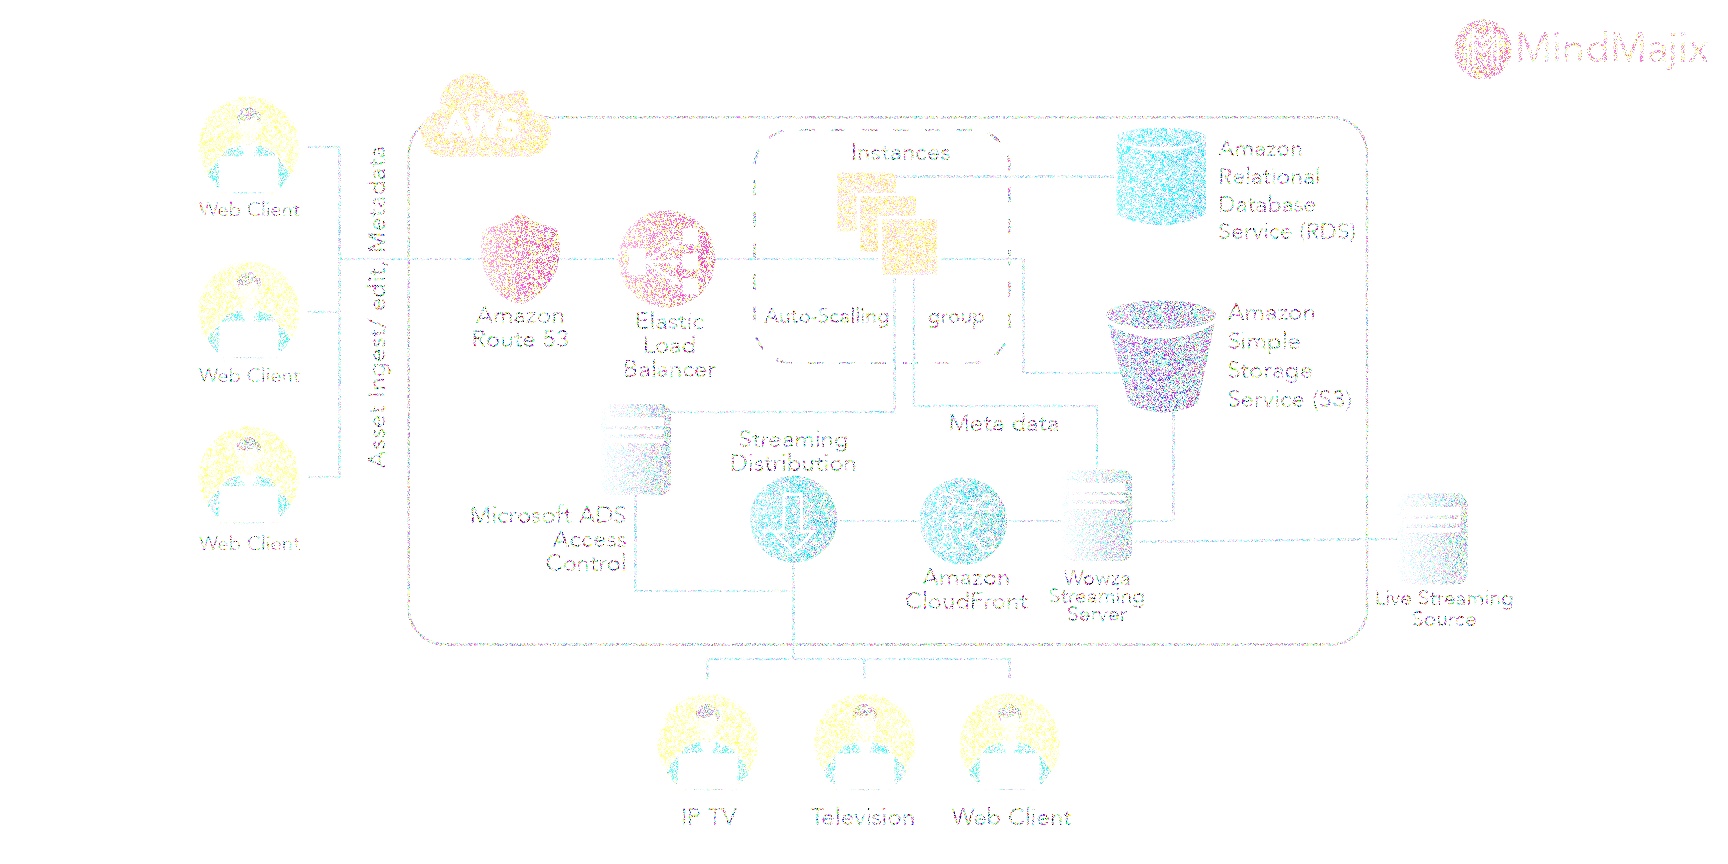 MindMajix
AWS
Instances
Amazon
Relational
Database
Service (RDS)
Web Client
Asset Ingest/ edit, Metadata
Amazon
Route 53
Elastic
Load
Balancer
Auto-Scalling group
Amazon
Simple
Storage
Service (S3)
Web Client
Meta data
Streaming
Distribution
Microsoft ADS
Access
Control
Web Client
Amazon
CloudFront
Wowza
Streaming
Server
Live Streaming
Source
IP TV
Television
Web Client